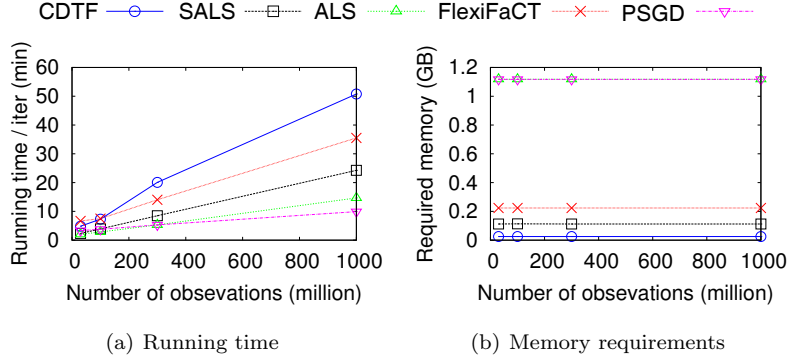 CDTF SALS ALS FlexiFaCT PSGD
Running time / iter (min)
60
50
40
30
20
10
0
0 200 400 600 800 1000
Number of obsevations (million)
(a) Running time
Required memory (GB)
1.2
1
0.8
0.6
0.4
0.2
0
0 200 400 600 800 1000
Number of obsevations (million)
(b) Memory requirements